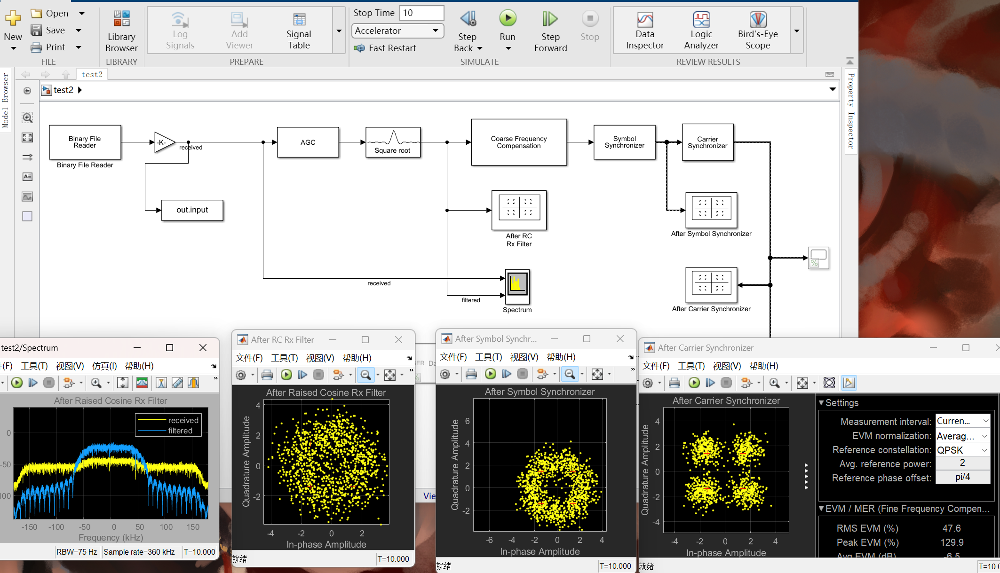 New
Open
Save
Print
FILE
Library
Browser
LIBRARY
Log
Signals
Add
Viewer
Signal
Table
PREPARE
Stop Time 10
Accelerator
Fast Restart
Step
Back
Run
Step
Forward
Stop
SIMULATE
Data
Inspector
Logic
Analyzer
Bird's-Eye
Scope
REVIEW RESULTS
Model Browser
test2
test2
Property Inspector
Binary File
Reader
Binary File Reader
-K-
received
out.input
AGC
Square root
Coarse Frequency
Compensation
Symbol
Synchronizer
Carrier
Synchronizer
After RC
Rx Filter
After Symbol Synchronizer
After Carrier Synchronizer
received
filtered
Spectrum
test2/Spectrum
(F) 工具(T) 视图(V) 仿真(I) 帮助(H)
After Raised Cosine Rx Filter
received
filtered
0
-50
100
-150 -100 -50 0 50 100 150
Frequency (kHz)
RBW=75 Hz Sample rate=360 kHz T=10.000
After RC Rx Filter
文件(F) 工具(T) 视图(V) 帮助(H)
After Raised Cosine Rx Filter
Quadrature Amplitude
4
2
0
-2
-4 -2 0 2
In-phase Amplitude
就绪 T=10.000
Vie
After Symbol Synchr...
文件(F) 工具(T) 视图(V) 帮助(H)
After Symbol Synchronizer
Quadrature Amplitude
6
4
2
0
-2
-6 -4 -2 0 2 4
In-phase Amplitude
就绪 T=10.000
After Carrier Synchronizer
文件(F) 工具(T) 视图(V) 帮助(H)
After Carrier Synchronizer
Quadrature Amplitude
4
2
0
-2
-4
-4 -2 0 2 4
In-phase Amplitude
Settings
Measurement interval: Curren...
EVM normalization: Averag...
Reference constellation: QPSK
Avg. reference power: 2
Reference phase offset: pi/4
EVM / MER (Fine Frequency Compen...
RMS EVM (%) 47.6
Peak EVM (%) 129.9
Avg EVM (dB) -6.5
就绪 T=10.0